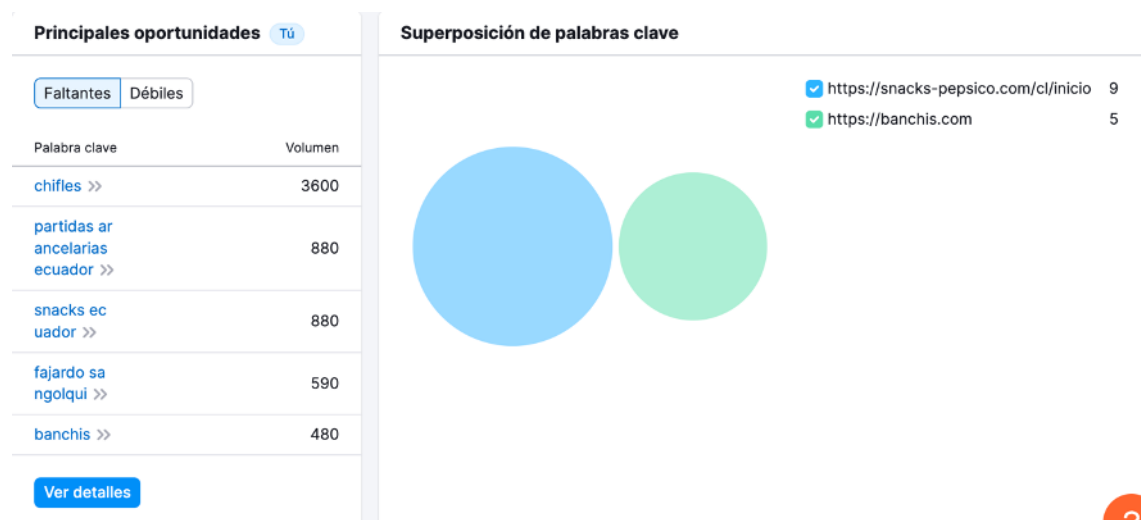 Principales oportunidades Tú
Faltantes Débiles
Palabra clave Volumen
chifles 3600
partidas ar
ancelarias
ecuador 880
snacks ec
uador 880
fajardo sa
ngolqui 590
banchis 480
Ver detalles
Superposición de palabras clave
https://snacks-pepsico.com/cl/inicio 9
https://banchis.com 5